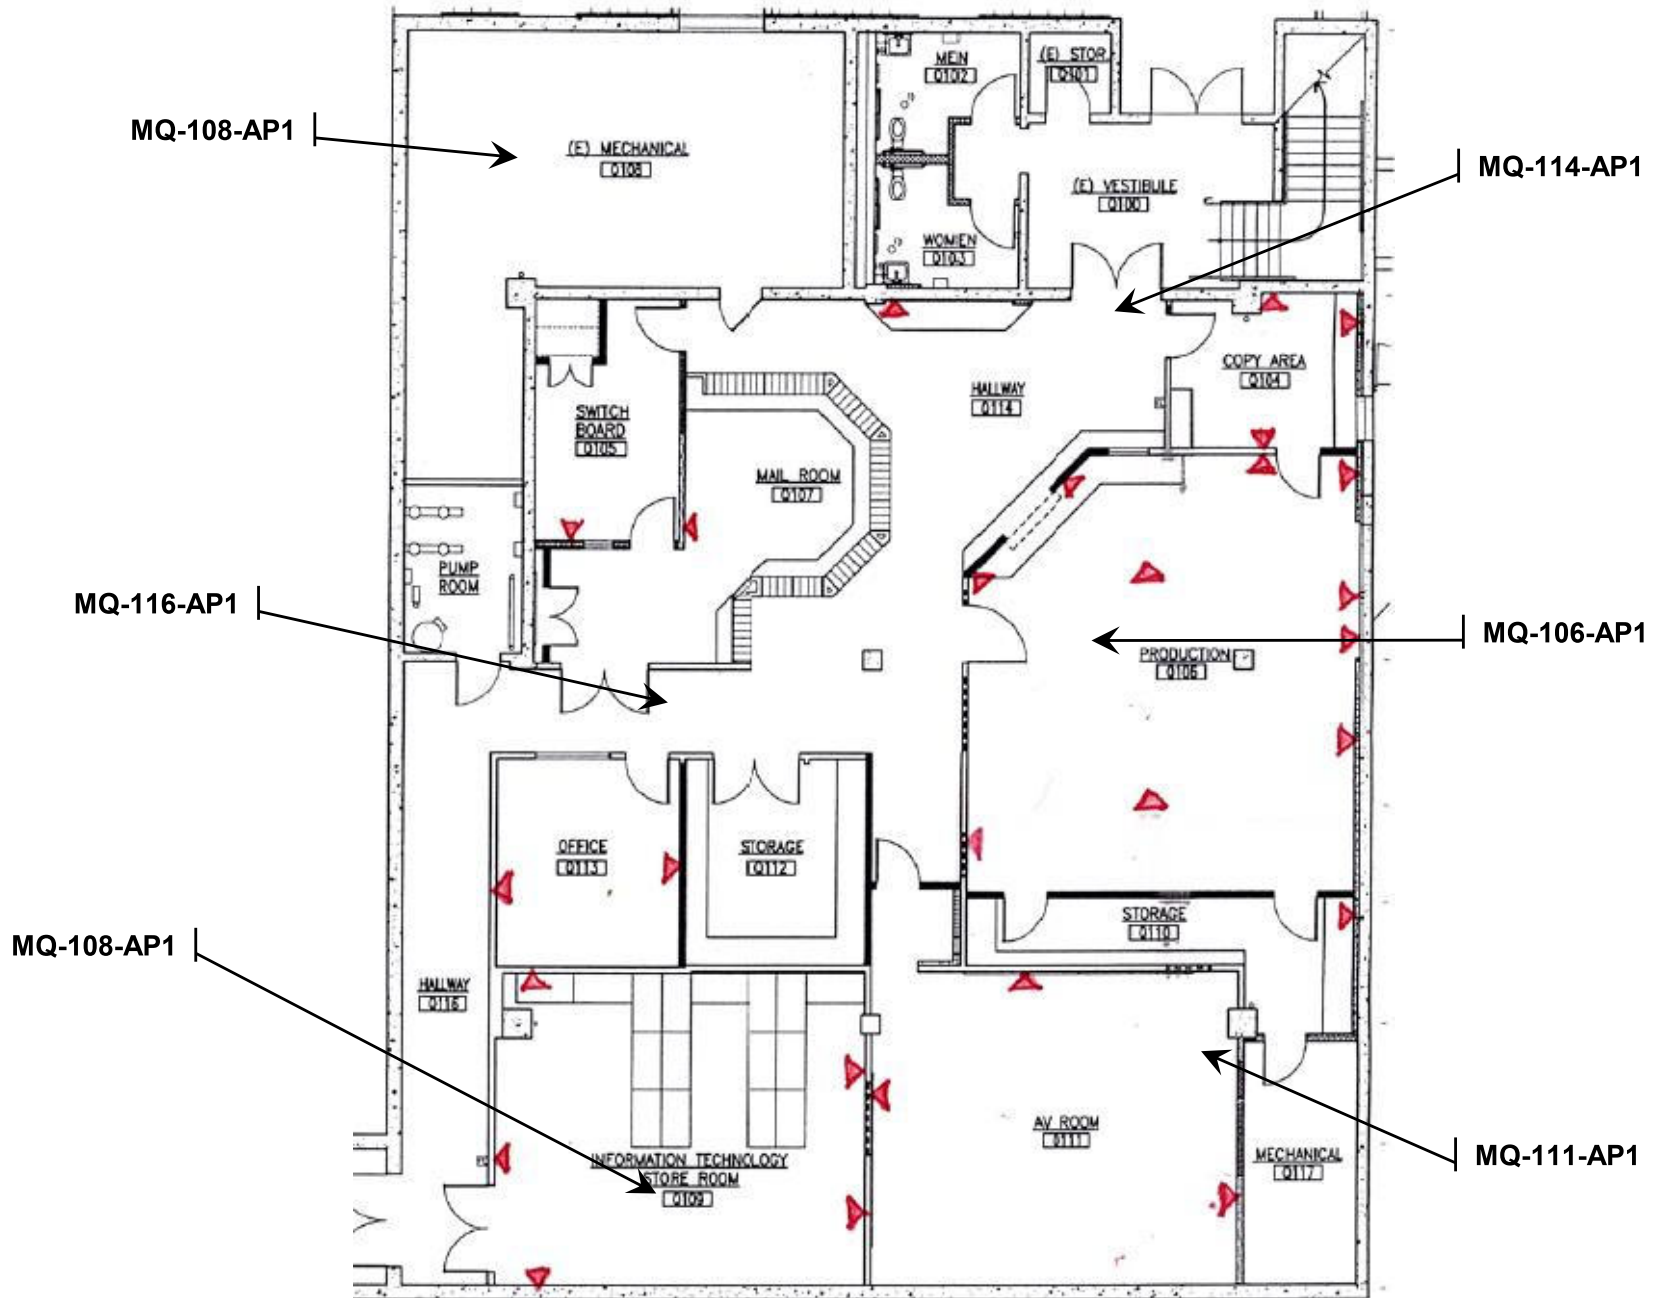 MEN
Q102
(E) STOR.
Q101
MQ-108-AP1
(E) MECHANICAL
Q108
MQ-114-AP1
(E) VESTIBULE
Q100
WOMEN
Q103
COPY AREA
Q104
HALLWAY
Q114
SWITCH
BOARD
Q105
MAIL ROOM
Q107
PUMP
ROOM
MQ-116-AP1
MQ-106-AP1
PRODUCTION
Q106
OFFICE
Q113
STORAGE
Q112
STORAGE
Q110
MQ-108-AP1
HALLWAY
Q116
AV ROOM
Q111
MQ-111-AP1
MECHANICAL
Q117
INFORMATION TECHNOLOGY
STORE ROOM
Q109